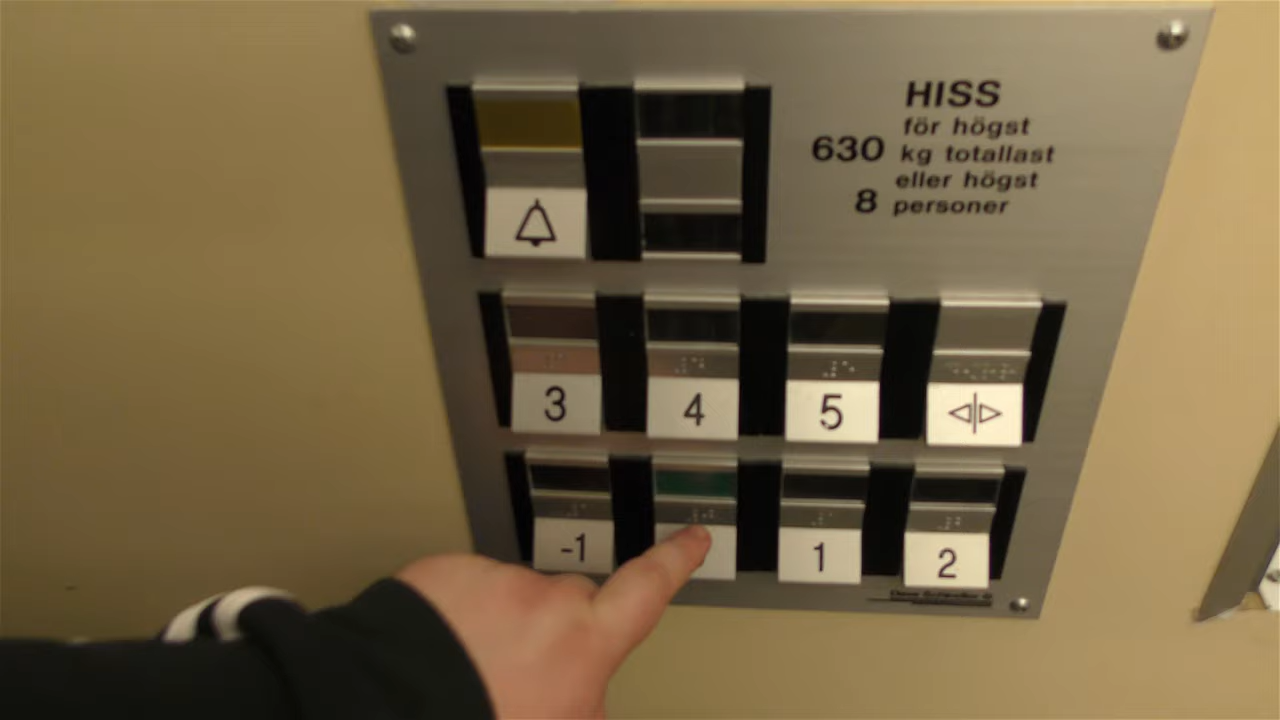 HISS
för högst
630 kg totallast
eller högst
8 personer
3
4
5
-1
1
2